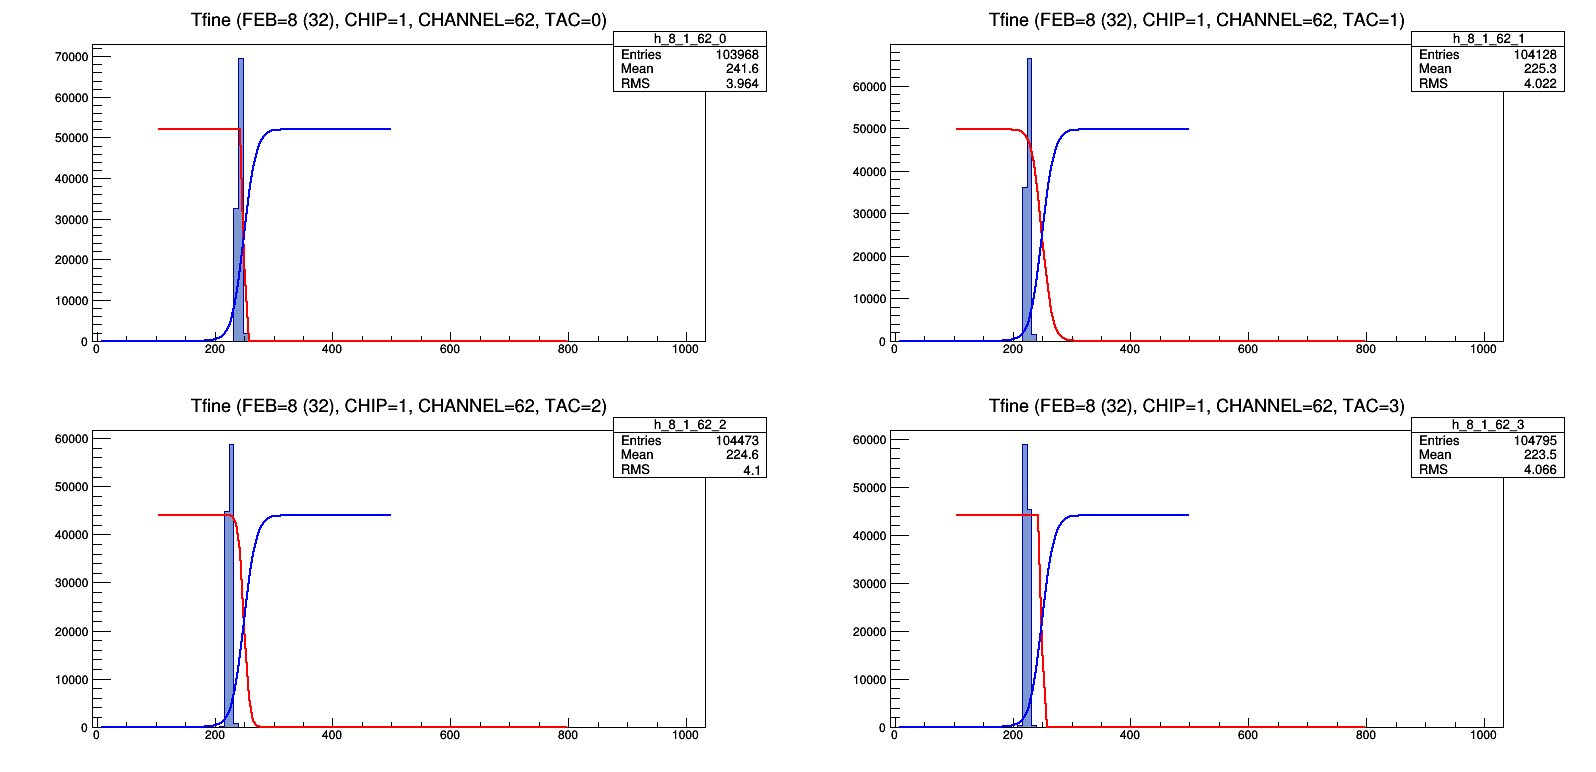 Tfine (FEB=8 (32), CHIP=1, CHANNEL=62, TAC=0)
h_8_1_62_0
Entries 103968
Mean 241.6
RMS 3.964
70000
60000
50000
40000
30000
20000
10000
0
0 200 400 600 800 1000
Tfine (FEB=8 (32), CHIP=1, CHANNEL=62, TAC=1)
h_8_1_62_1
Entries 104128
Mean 225.3
RMS 4.022
60000
50000
40000
30000
20000
10000
0
0 200 400 600 800 1000
Tfine (FEB=8 (32), CHIP=1, CHANNEL=62, TAC=2)
h_8_1_62_2
Entries 104473
Mean 224.6
RMS 4.1
60000
50000
40000
30000
20000
10000
0
0 200 400 600 800 1000
Tfine (FEB=8 (32), CHIP=1, CHANNEL=62, TAC=3)
h_8_1_62_3
Entries 104795
Mean 223.5
RMS 4.066
60000
50000
40000
30000
20000
10000
0
0 200 400 600 800 1000